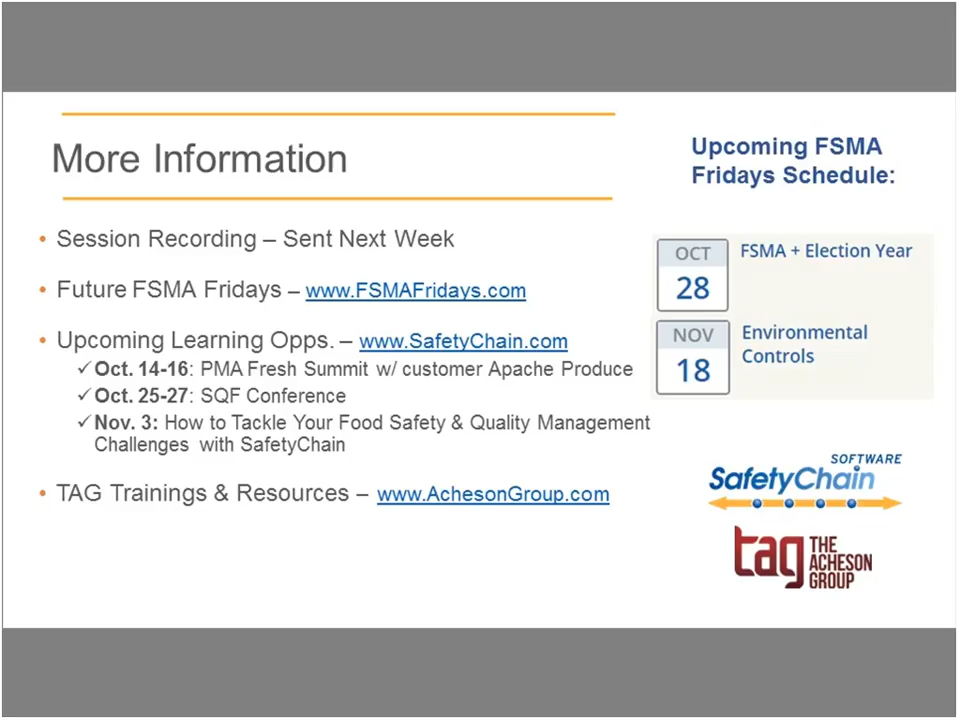 More Information
• Session Recording – Sent Next Week
• Future FSMA Fridays – www.FSMAFridays.com
• Upcoming Learning Opps. – www.SafetyChain.com
✓Oct. 14-16: PMA Fresh Summit w/ customer Apache Produce
✓Oct. 25-27: SQF Conference
✓Nov. 3: How to Tackle Your Food Safety & Quality Management
Challenges with SafetyChain
• TAG Trainings & Resources – www.AchesonGroup.com
Upcoming FSMA
Fridays Schedule:
OCT
28
FSMA + Election Year
NOV
18
Environmental
Controls
SOFTWARE
SafetyChain
tag THE
ACHESON
GROUP